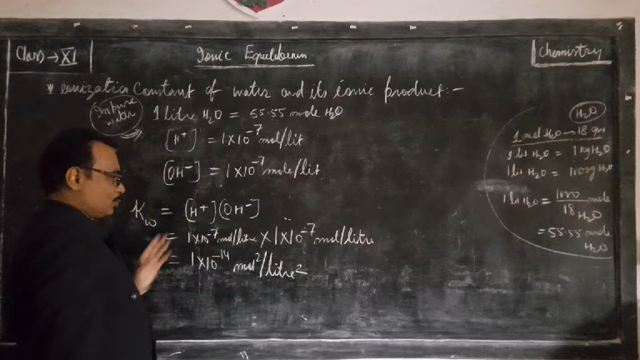 Class → XI
Ionic Equilibrium
Chemistry
* ionization constant of water and its ionic product:-
In pure water
1 litre H₂O = 55.55 mole H₂O
[H⁺] = 1×10⁻⁷ mol/lit
[OH⁻] = 1×10⁻⁷ mole/lit
Kw = [H⁺][OH⁻]
= 1×10⁻⁷ mol/litre × 1×10⁻⁷ mol/litre
= 1×10⁻¹⁴ mol²/litre²
H₂O
1 mol H₂O = 18 gm
1 lit H₂O = 1 kg H₂O
1 lit H₂O = 1000 g H₂O
1 lit H₂O = 1000/18 mole H₂O
= 55.55 mole H₂O